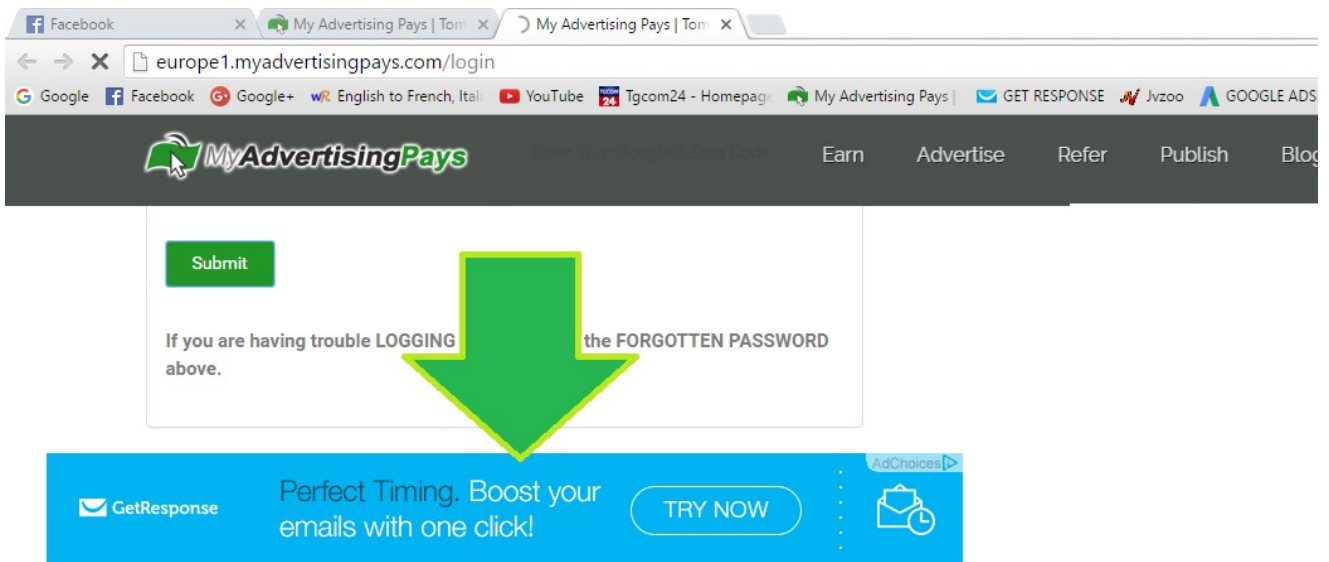 Facebook
My Advertising Pays | Tom
My Advertising Pays | Tom
europe1.myadvertisingpays.com/login
Google Facebook Google+ English to French, Itali YouTube Tgcom24 - Homepage My Advertising Pays | GET RESPONSE Jvzoo GOOGLE ADS
MyAdvertisingPays Enter Your Google 2-Step Code Earn Advertise Refer Publish Blog
Submit
If you are having trouble LOGGING the FORGOTTEN PASSWORD
above.
AdChoices
GetResponse
Perfect Timing. Boost your
emails with one click!
TRY NOW